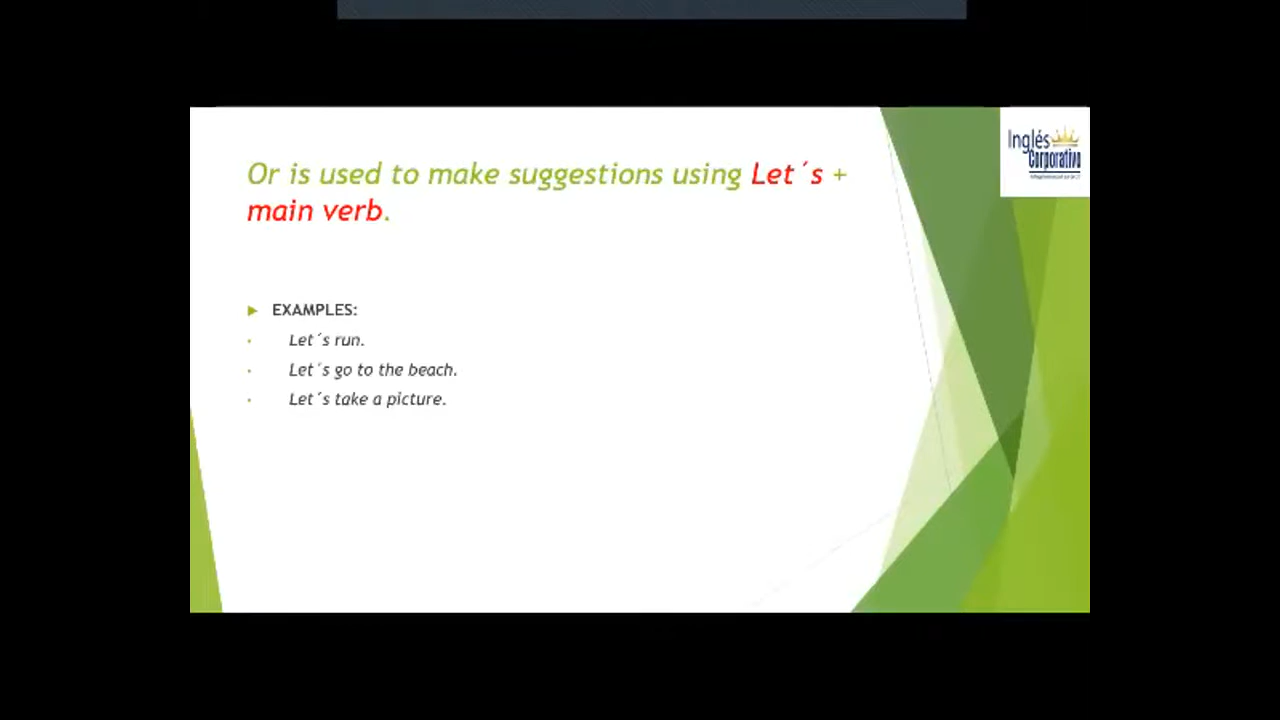 Or is used to make suggestions using Let´s +
main verb.
Inglés
Corporativo
EXAMPLES:
Let´s run.
Let´s go to the beach.
Let´s take a picture.